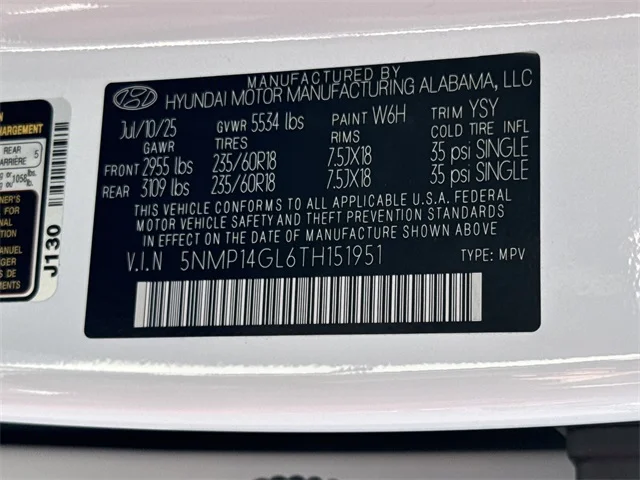 MANUFACTURED BY
HYUNDAI MOTOR MANUFACTURING ALABAMA, LLC
Jul/10/25 GVWR 5534 lbs PAINT W6H TRIM YSY
GAWR TIRES RIMS COLD TIRE INFL
FRONT 2955 lbs 235/60R18 7.5JX18 35 psi SINGLE
REAR 3109 lbs 235/60R18 7.5JX18 35 psi SINGLE
THIS VEHICLE CONFORMS TO ALL APPLICABLE U.S.A. FEDERAL
MOTOR VEHICLE SAFETY AND THEFT PREVENTION STANDARDS
IN EFFECT ON THE DATE OF MANUFACTURE SHOWN ABOVE
V.I.N 5NMP14GL6TH151951 TYPE: MPV
REAR
ARRIÈRE 5
J130